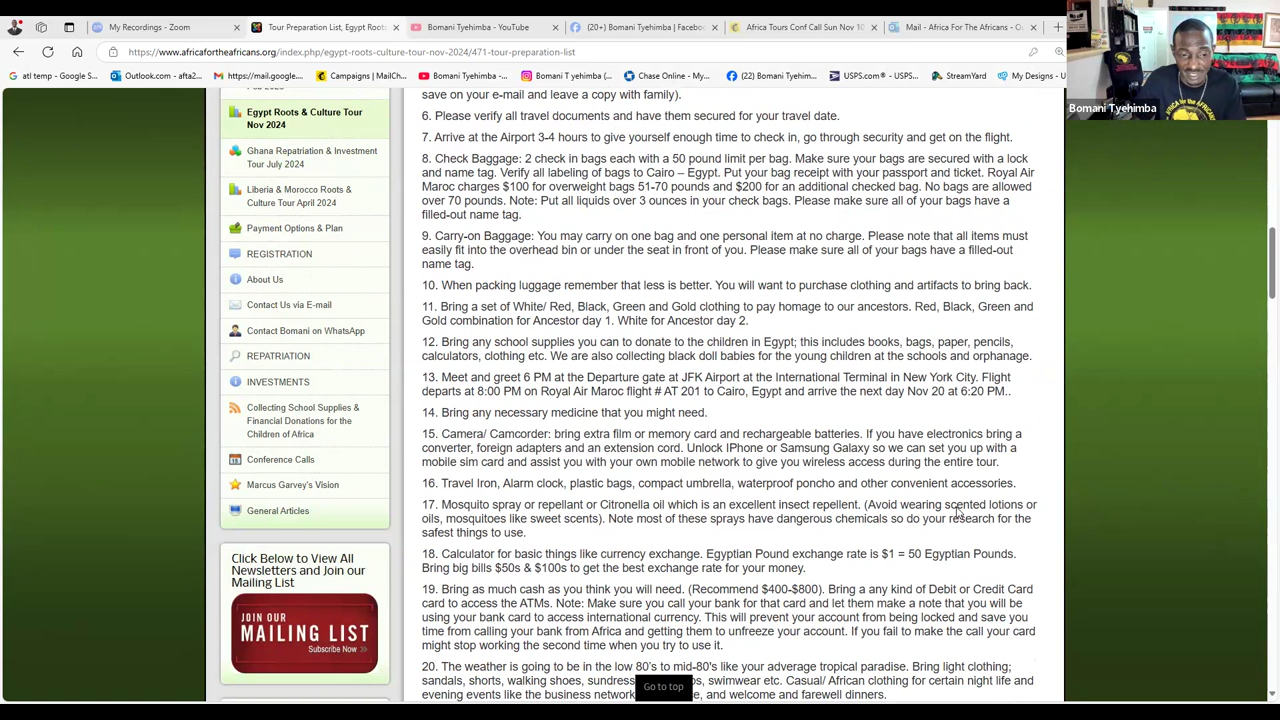 My Recordings - Zoom
Tour Preparation List, Egypt Root
Bomani Tyehimba - YouTube
(20+) Bomani Tyehimba | Facebo
Africa Tours Conf Call Sun Nov 10
Mail - Africa For The Africans - O
https://www.africafortheafricans.org/index.php/egypt-roots-culture-tour-nov-2024/471-tour-preparation-list
atl temp - Google S...
Outlook.com - afta2...
https://mail.google....
Campaigns | MailCh...
Bomani Tyehimba -...
Bomani T yehimba (...
Chase Online - My...
(22) Bomani Tyehim...
USPS.com® - USPS...
StreamYard
My Designs
Bomani Tyehimba
Egypt Roots & Culture Tour
Nov 2024
Ghana Repatriation & Investment
Tour July 2024
Liberia & Morocco Roots &
Culture Tour April 2024
Payment Options & Plan
REGISTRATION
About Us
Contact Us via E-mail
Contact Bomani on WhatsApp
REPATRIATION
INVESTMENTS
Collecting School Supplies &
Financial Donations for the
Children of Africa
Conference Calls
Marcus Garvey's Vision
General Articles
Click Below to View All
Newsletters and Join our
Mailing List
JOIN OUR
MAILING LIST
Subscribe Now
save on your e-mail and leave a copy with family).
6. Please verify all travel documents and have them secured for your travel date.
7. Arrive at the Airport 3-4 hours to give yourself enough time to check in, go through security and get on the flight.
8. Check Baggage: 2 check in bags each with a 50 pound limit per bag. Make sure your bags are secured with a lock
and name tag. Verify all labeling of bags to Cairo – Egypt. Put your bag receipt with your passport and ticket. Royal Air
Maroc charges $100 for overweight bags 51-70 pounds and $200 for an additional checked bag. No bags are allowed
over 70 pounds. Note: Put all liquids over 3 ounces in your check bags. Please make sure all of your bags have a
filled-out name tag.
9. Carry-on Baggage: You may carry on one bag and one personal item at no charge. Please note that all items must
easily fit into the overhead bin or under the seat in front of you. Please make sure all of your bags have a filled-out
name tag.
10. When packing luggage remember that less is better. You will want to purchase clothing and artifacts to bring back.
11. Bring a set of White/ Red, Black, Green and Gold clothing to pay homage to our ancestors. Red, Black, Green and
Gold combination for Ancestor day 1. White for Ancestor day 2.
12. Bring any school supplies you can to donate to the children in Egypt; this includes books, bags, paper, pencils,
calculators, clothing etc. We are also collecting black doll babies for the young children at the schools and orphanage.
13. Meet and greet 6 PM at the Departure gate at JFK Airport at the International Terminal in New York City. Flight
departs at 8:00 PM on Royal Air Maroc flight # AT 201 to Cairo, Egypt and arrive the next day Nov 20 at 6:20 PM..
14. Bring any necessary medicine that you might need.
15. Camera/ Camcorder: bring extra film or memory card and rechargeable batteries. If you have electronics bring a
converter, foreign adapters and an extension cord. Unlock IPhone or Samsung Galaxy so we can set you up with a
mobile sim card and assist you with your own mobile network to give you wireless access during the entire tour.
16. Travel Iron, Alarm clock, plastic bags, compact umbrella, waterproof poncho and other convenient accessories.
17. Mosquito spray or repellant or Citronella oil which is an excellent insect repellent. (Avoid wearing scented lotions or
oils, mosquitoes like sweet scents). Note most of these sprays have dangerous chemicals so do your research for the
safest things to use.
18. Calculator for basic things like currency exchange. Egyptian Pound exchange rate is $1 = 50 Egyptian Pounds.
Bring big bills $50s & $100s to get the best exchange rate for your money.
19. Bring as much cash as you think you will need. (Recommend $400-$800). Bring a any kind of Debit or Credit Card
card to access the ATMs. Note: Make sure you call your bank for that card and let them make a note that you will be
using your bank card to access international currency. This will prevent your account from being locked and save you
time from calling your bank from Africa and getting them to unfreeze your account. If you fail to make the call your card
might stop working the second time when you try to use it.
20. The weather is going to be in the low 80's to mid-80's like your adverage tropical paradise. Bring light clothing;
sandals, shorts, walking shoes, sundress ps, swimwear etc. Casual/ African clothing for certain night life and
evening events like the business network e, and welcome and farewell dinners.
Go to top